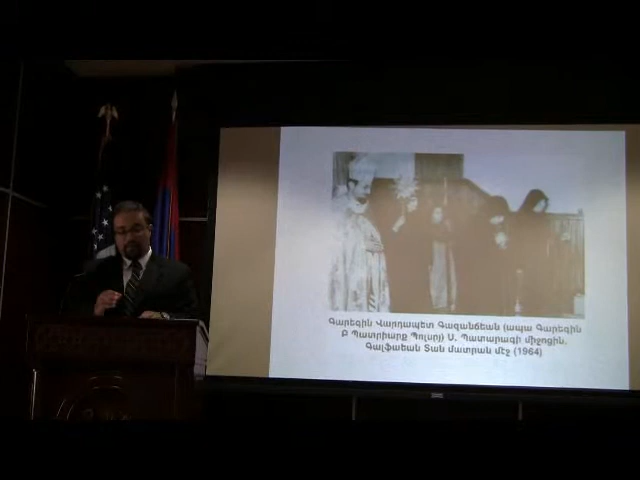 Գարեգին Վարդապետ Գազանճեան (ապա Գարեգին
Բ Պատրիարք Պոլսոյ) Ս. Պատարագի միջոցին,
Գալֆաեան Տան մատրան մէջ (1964)